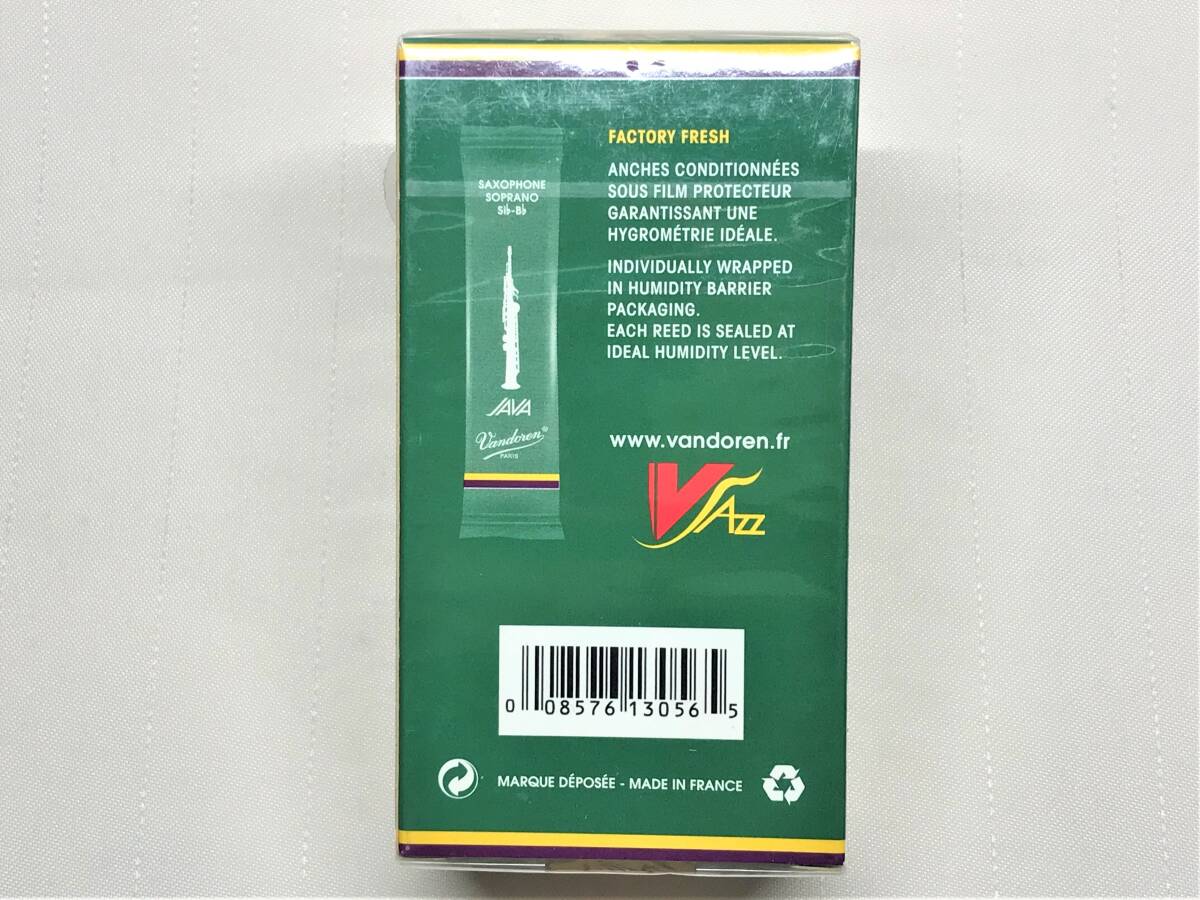 SAXOPHONE
SOPRANO
Si♭-B♭
JAVA
Vandoren®
PARIS
FACTORY FRESH
ANCHES CONDITIONNÉES
SOUS FILM PROTECTEUR
GARANTISSANT UNE
HYGROMÉTRIE IDÉALE.
INDIVIDUALLY WRAPPED
IN HUMIDITY BARRIER
PACKAGING.
EACH REED IS SEALED AT
IDEAL HUMIDITY LEVEL.
www.vandoren.fr
VJAZZ
0 08576 13056 5
MARQUE DÉPOSÉE - MADE IN FRANCE